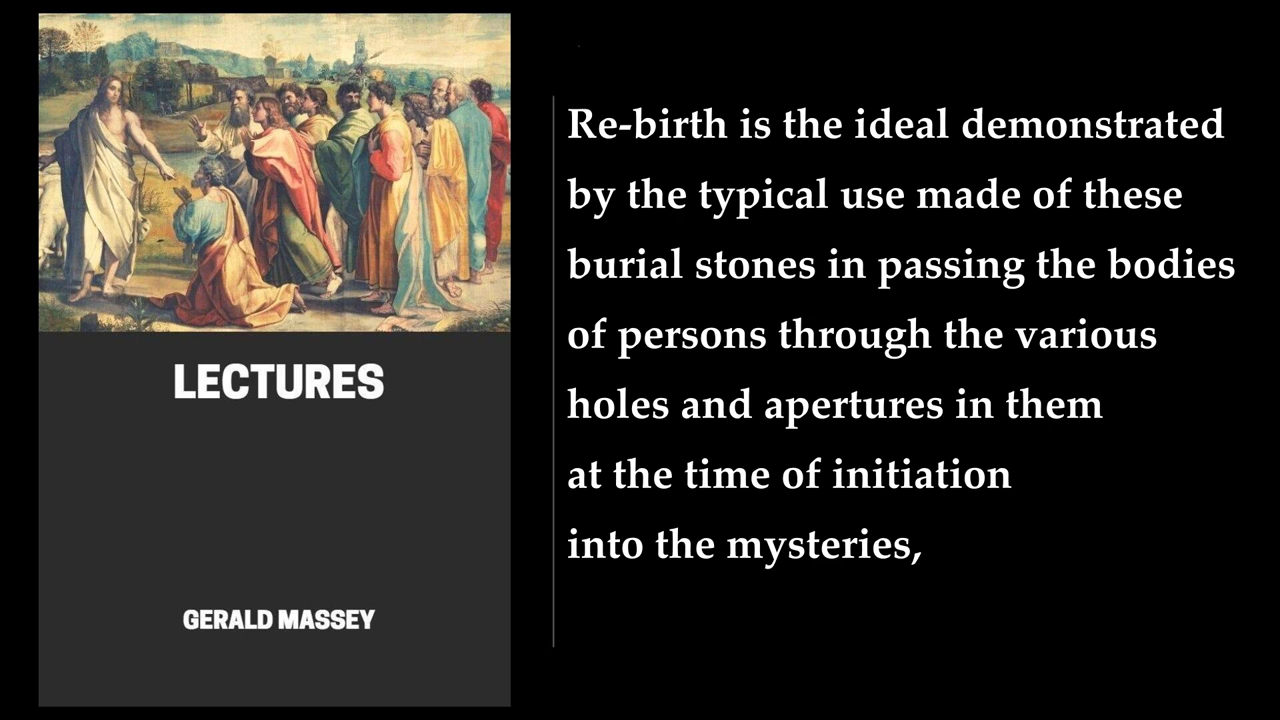 LECTURES
GERALD MASSEY
Re-birth is the ideal demonstrated
by the typical use made of these
burial stones in passing the bodies
of persons through the various
holes and apertures in them
at the time of initiation
into the mysteries,